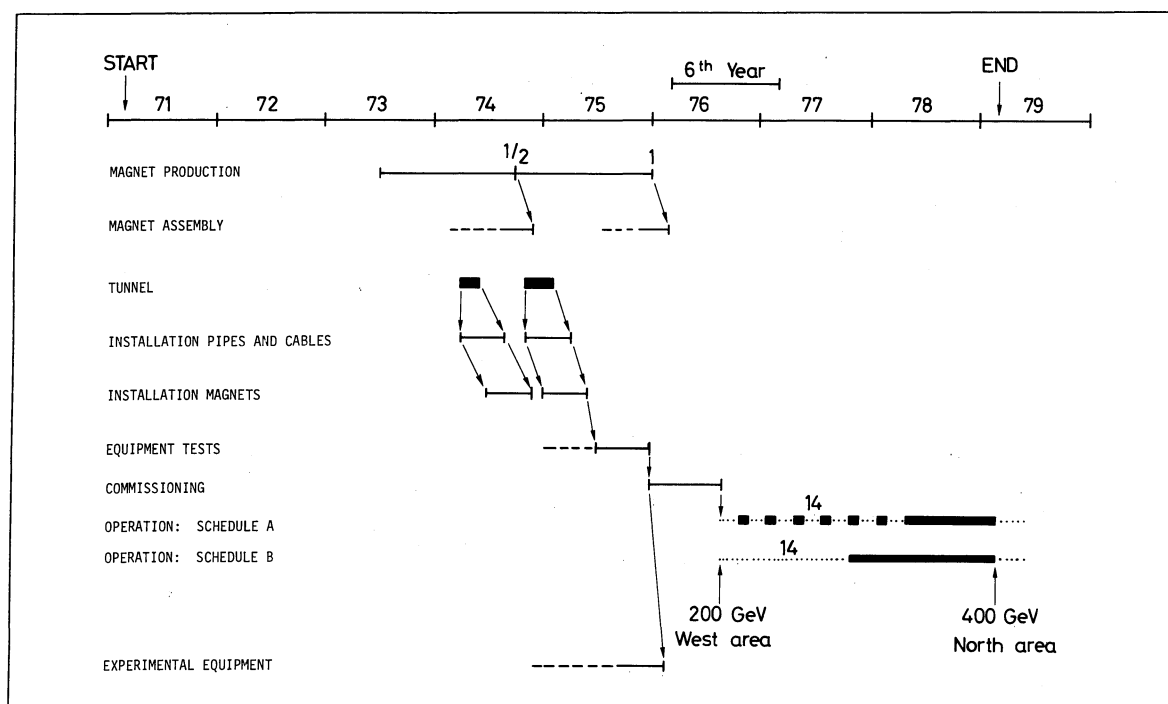 START
6th Year
END
71 72 73 74 75 76 77 78 79
1/2 1
MAGNET PRODUCTION
MAGNET ASSEMBLY
TUNNEL
INSTALLATION PIPES AND CABLES
INSTALLATION MAGNETS
EQUIPMENT TESTS
COMMISSIONING
14
OPERATION: SCHEDULE A
14
OPERATION: SCHEDULE B
200 GeV
West area
400 GeV
North area
EXPERIMENTAL EQUIPMENT